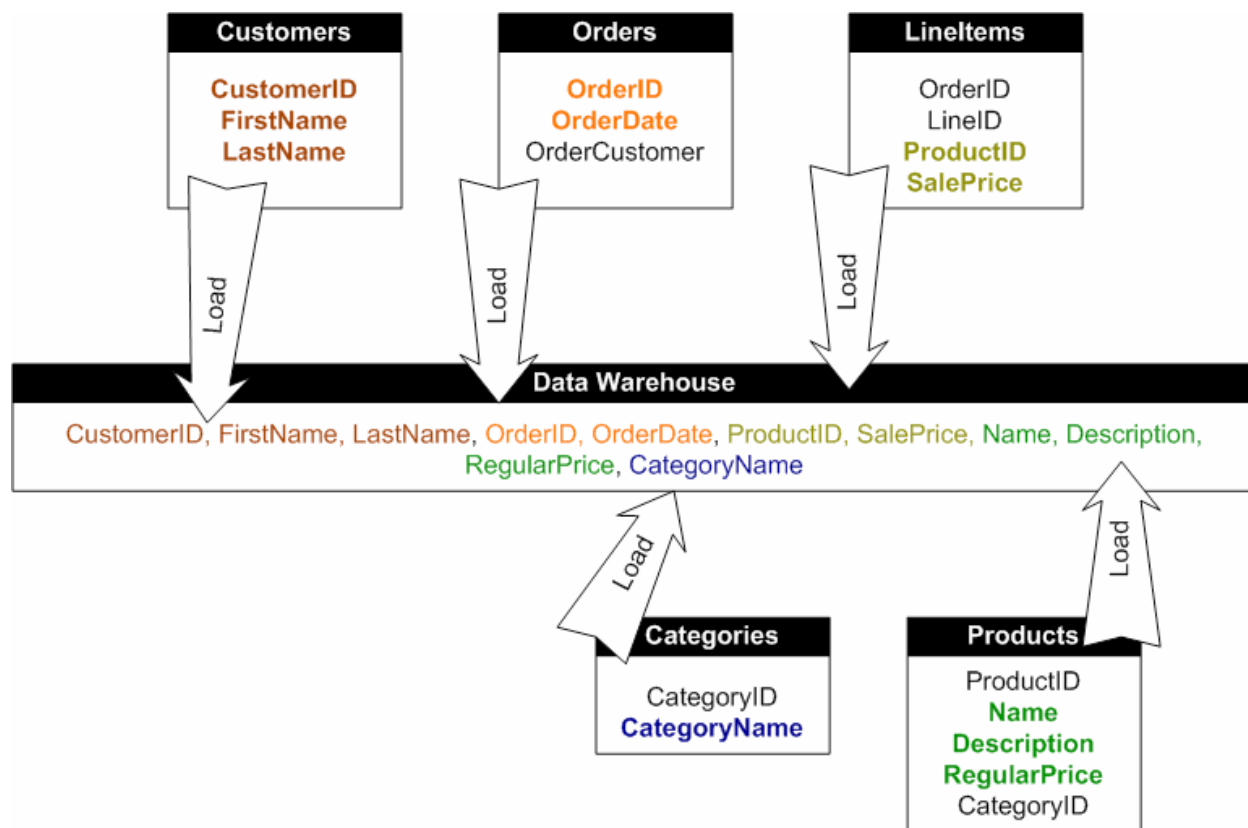 Customers
CustomerID
FirstName
LastName
Load
Orders
OrderID
OrderDate
OrderCustomer
Load
LineItems
OrderID
LineID
ProductID
SalePrice
Load
Data Warehouse
CustomerID, FirstName, LastName, OrderID, OrderDate, ProductID, SalePrice, Name, Description,
RegularPrice, CategoryName
Load
Categories
CategoryID
CategoryName
Load
Products
ProductID
Name
Description
RegularPrice
CategoryID